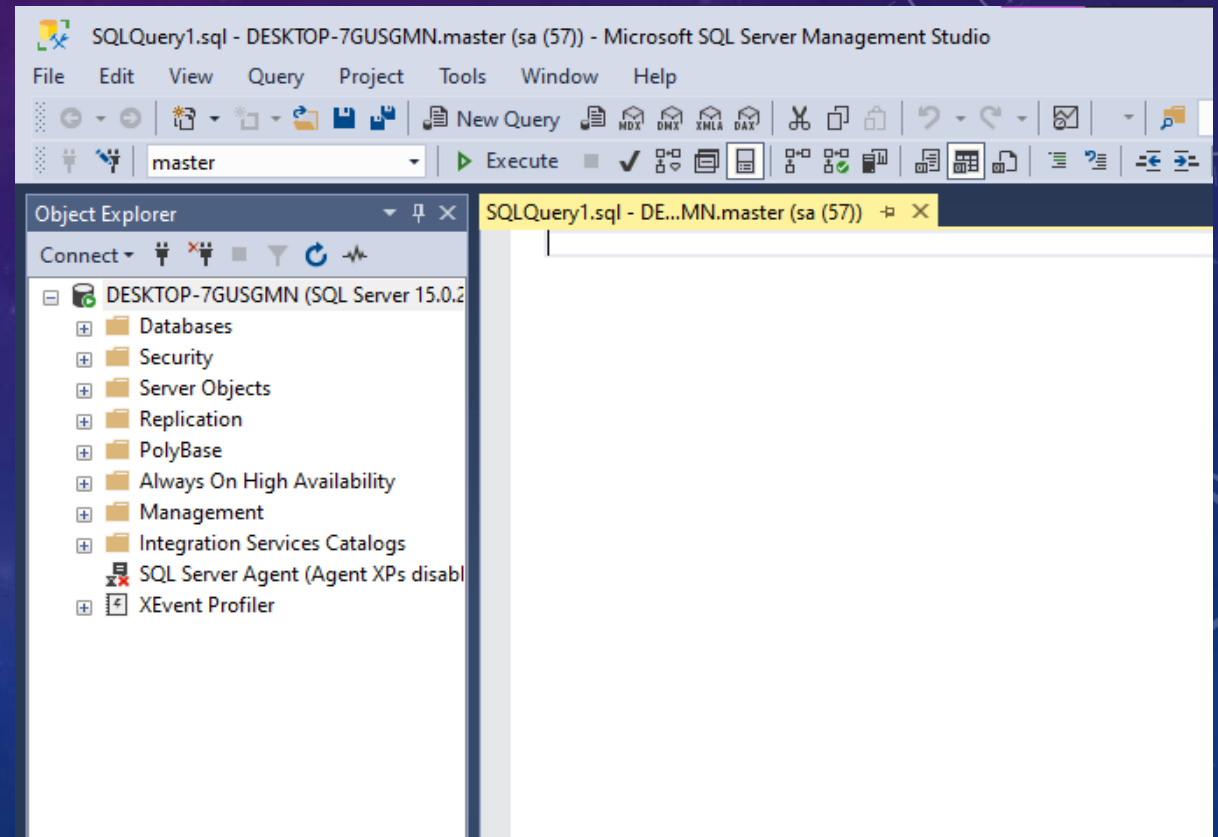 SQLQuery1.sql - DESKTOP-7GUSGMN.master (sa (57)) - Microsoft SQL Server Management Studio
File Edit View Query Project Tools Window Help
New Query MDX DMX XMLA DAX
master Execute
Object Explorer
SQLQuery1.sql - DE...MN.master (sa (57))
Connect
DESKTOP-7GUSGMN (SQL Server 15.0.2
Databases
Security
Server Objects
Replication
PolyBase
Always On High Availability
Management
Integration Services Catalogs
SQL Server Agent (Agent XPs disabl
XEvent Profiler